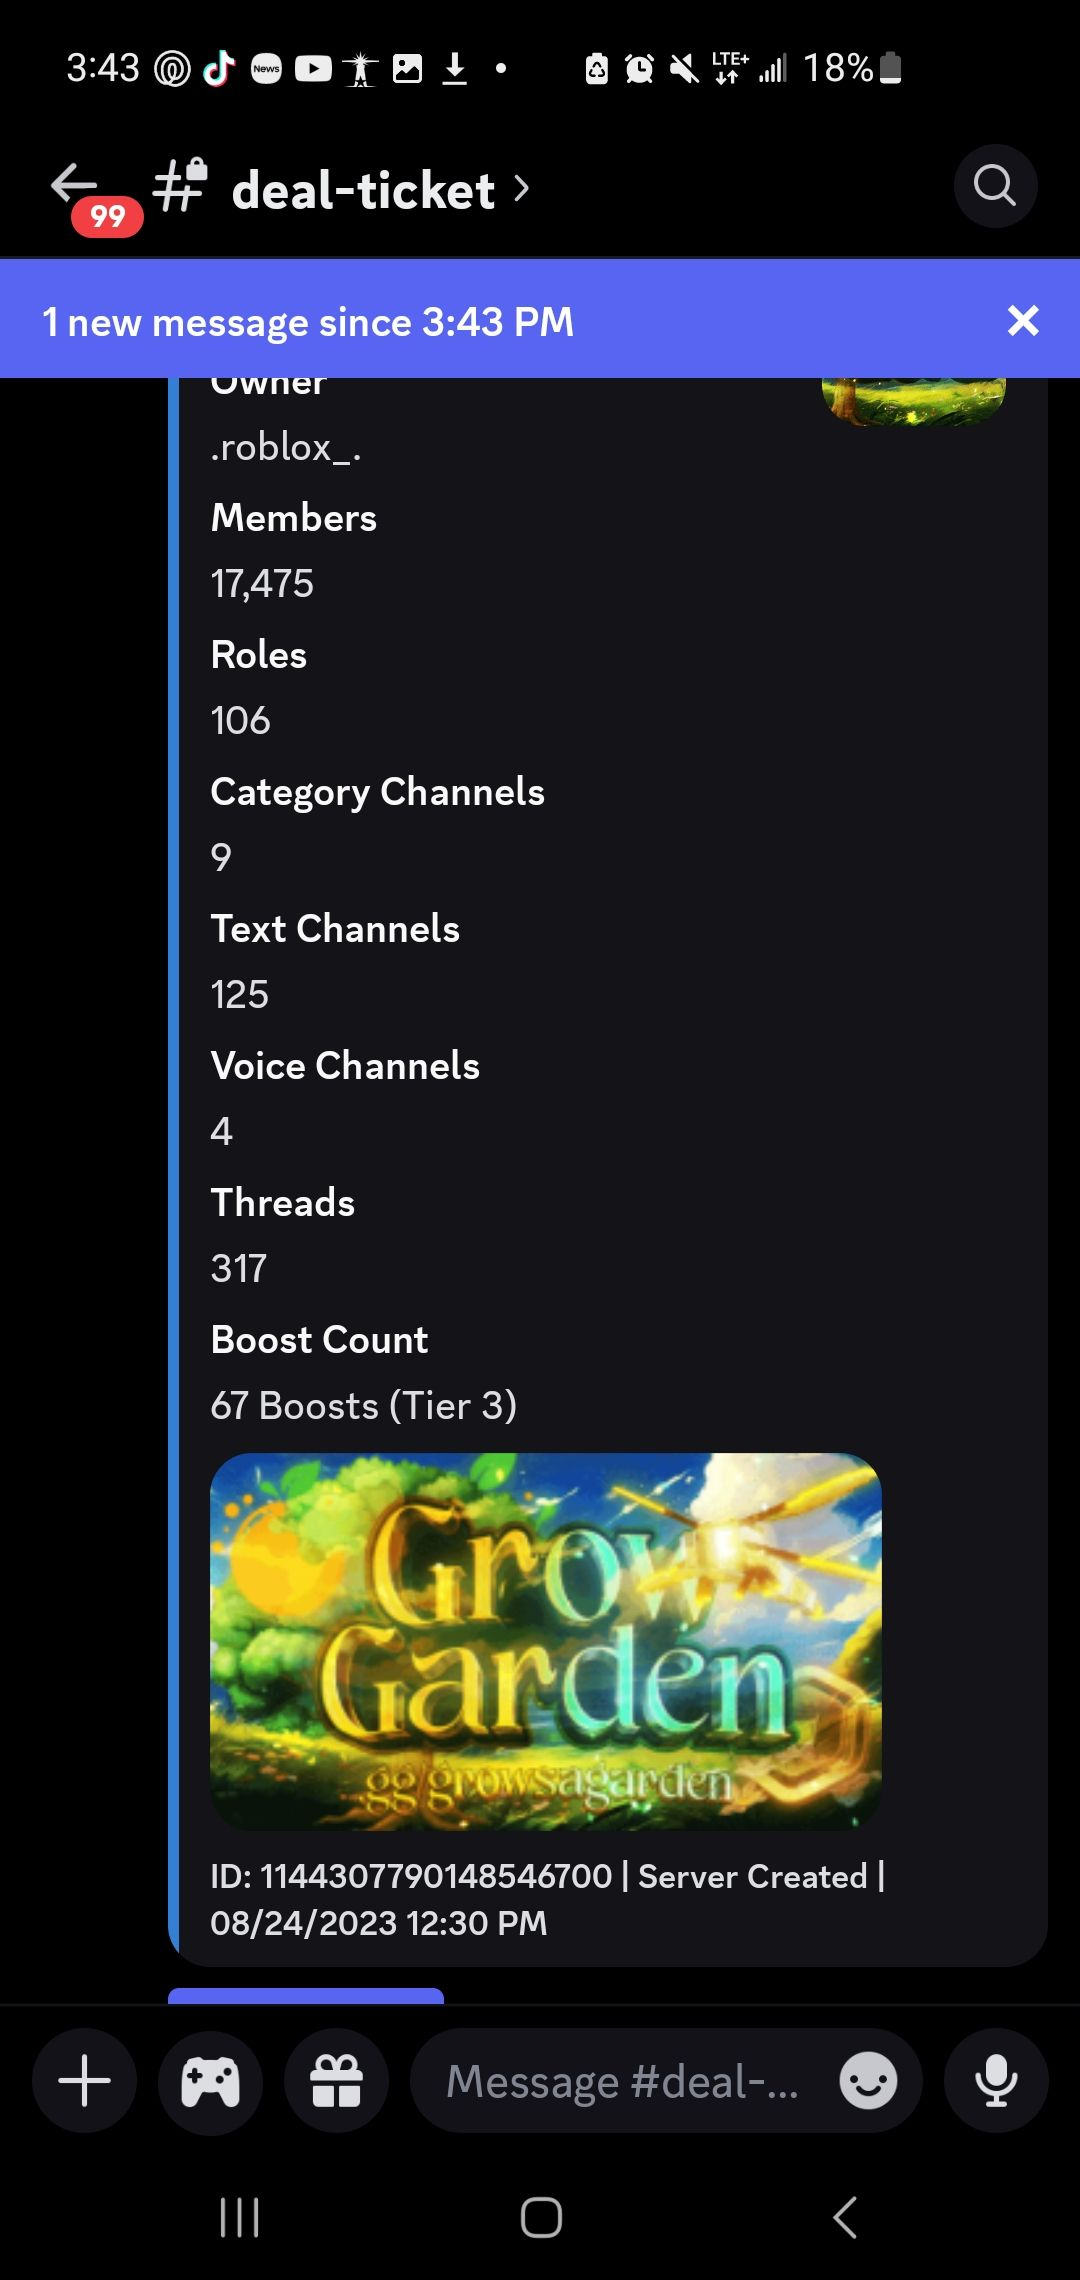 3:43
News
LTE+
18%
99
deal-ticket
1 new message since 3:43 PM
Owner
.roblox_.
Members
17,475
Roles
106
Category Channels
9
Text Channels
125
Voice Channels
4
Threads
317
Boost Count
67 Boosts (Tier 3)
Grow
Garden
.gg/growsagarden
ID: 1144307790148546700 | Server Created |
08/24/2023 12:30 PM
Message #deal-...